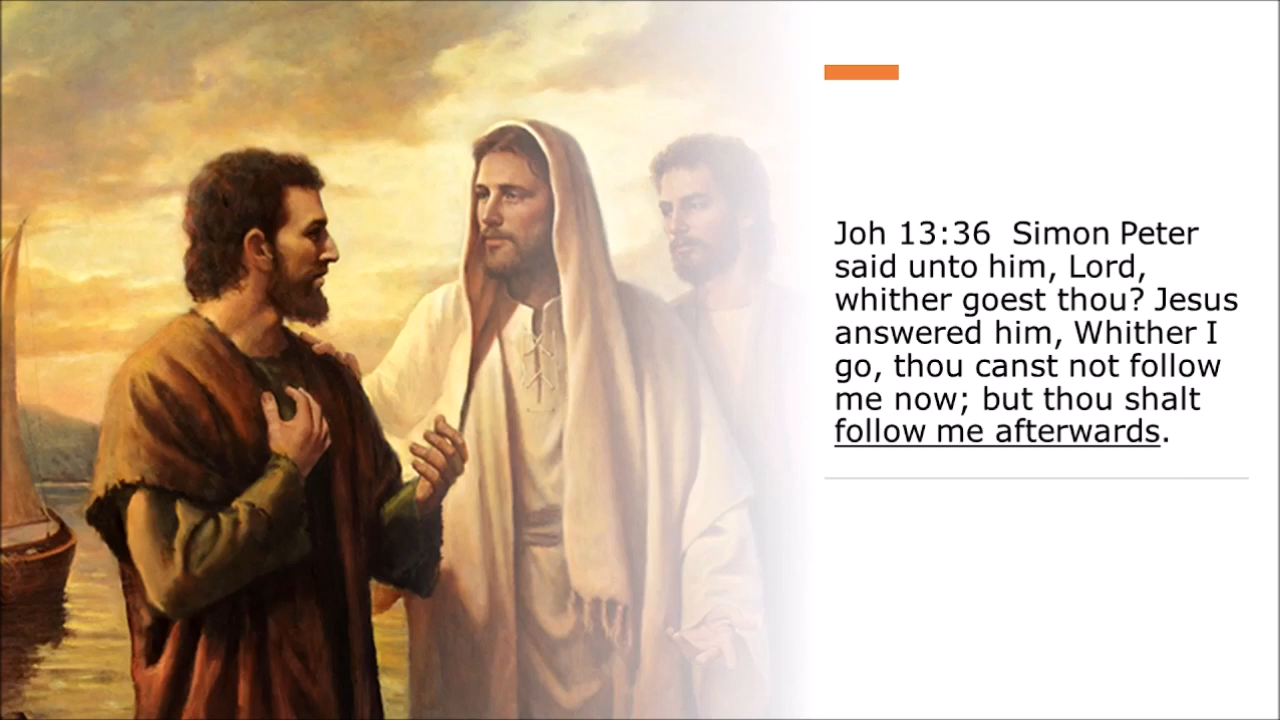 Joh 13:36  Simon Peter
said unto him, Lord,
whither goest thou? Jesus
answered him, Whither I
go, thou canst not follow
me now; but thou shalt
follow me afterwards.